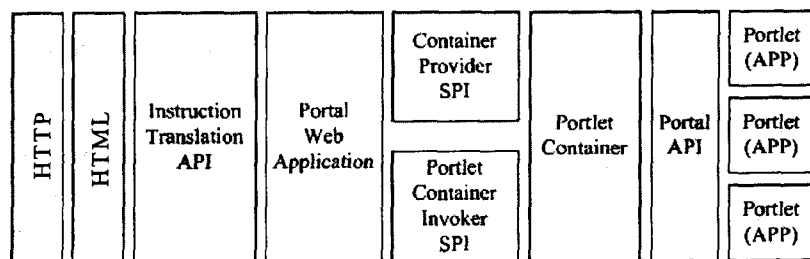 HTTP
HTML
Instruction
Translation
API
Portal
Web
Application
Container
Provider
SPI
Portlet
Container
Invoker
SPI
Portlet
Container
Portal
API
Portlet
(APP)
Portlet
(APP)
Portlet
(APP)